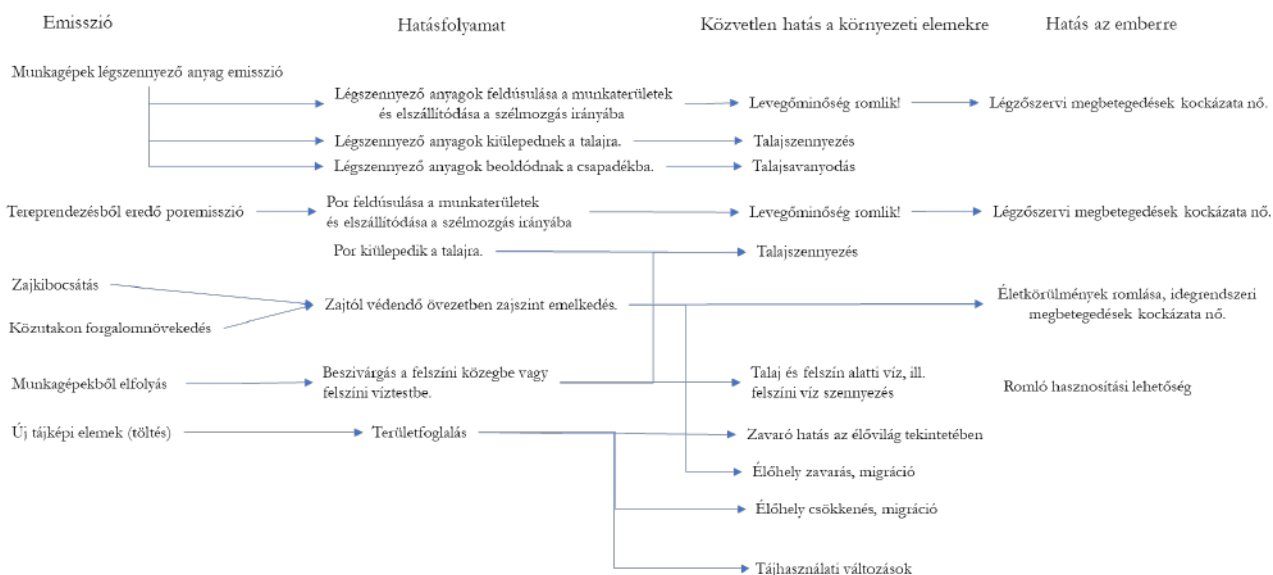 Emisszió
Hatásfolyamat
Közvetlen hatás a környezeti elemekre
Hatás az emberre
Munkagépek légszennyező anyag emisszió
Légszennyező anyagok feldúsulása a munkaterületek
és elszállítódása a szélmozgás irányába
Levegőminőség romlik!
Légzőszervi megbetegedések kockázata nő.
Légszennyező anyagok kiülepednek a talajra.
Talajszennyezés
Légszennyező anyagok beoldódnak a csapadékba.
Talajsavanyodás
Tereprendezésből eredő poremisszió
Por feldúsulása a munkaterületek
és elszállítódása a szélmozgás irányába
Levegőminőség romlik!
Légzőszervi megbetegedések kockázata nő.
Por kiülepedik a talajra.
Talajszennyezés
Zajkibocsátás
Közutakon forgalomnövekedés
Zajtól védendő övezetben zajszint emelkedés.
Életkörülmények romlása, idegrendszeri
megbetegedések kockázata nő.
Munkagépekből elfolyás
Beszivárgás a felszíni közegbe vagy
felszíni víztestbe.
Talaj és felszín alatti víz, ill.
felszíni víz szennyezés
Romló hasznosítási lehetőség
Új tájképi elemek (töltés)
Területfoglalás
Zavaró hatás az élővilág tekintetében
Élőhely zavarás, migráció
Élőhely csökkenés, migráció
Tájhasználati változások